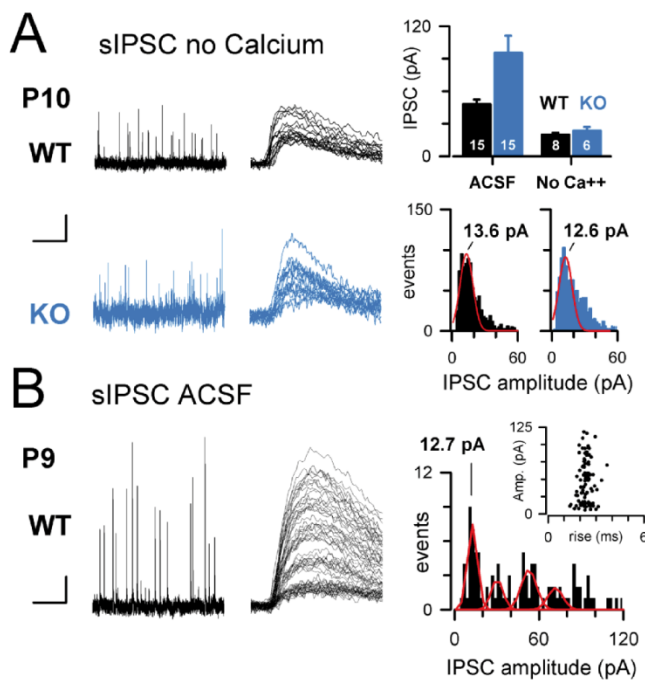 A
sIPSC no Calcium
P10
WT
KO
IPSC (pA)
120
60
0
WT KO
15 15 8 6
ACSF No Ca++
13.6 pA 12.6 pA
events
150
0
0 60 0 60
IPSC amplitude (pA)
B
sIPSC ACSF
P9
WT
12.7 pA
events
12
0
0 60 120
IPSC amplitude (pA)
Amp. (pA)
125
0
0 rise (ms) 6